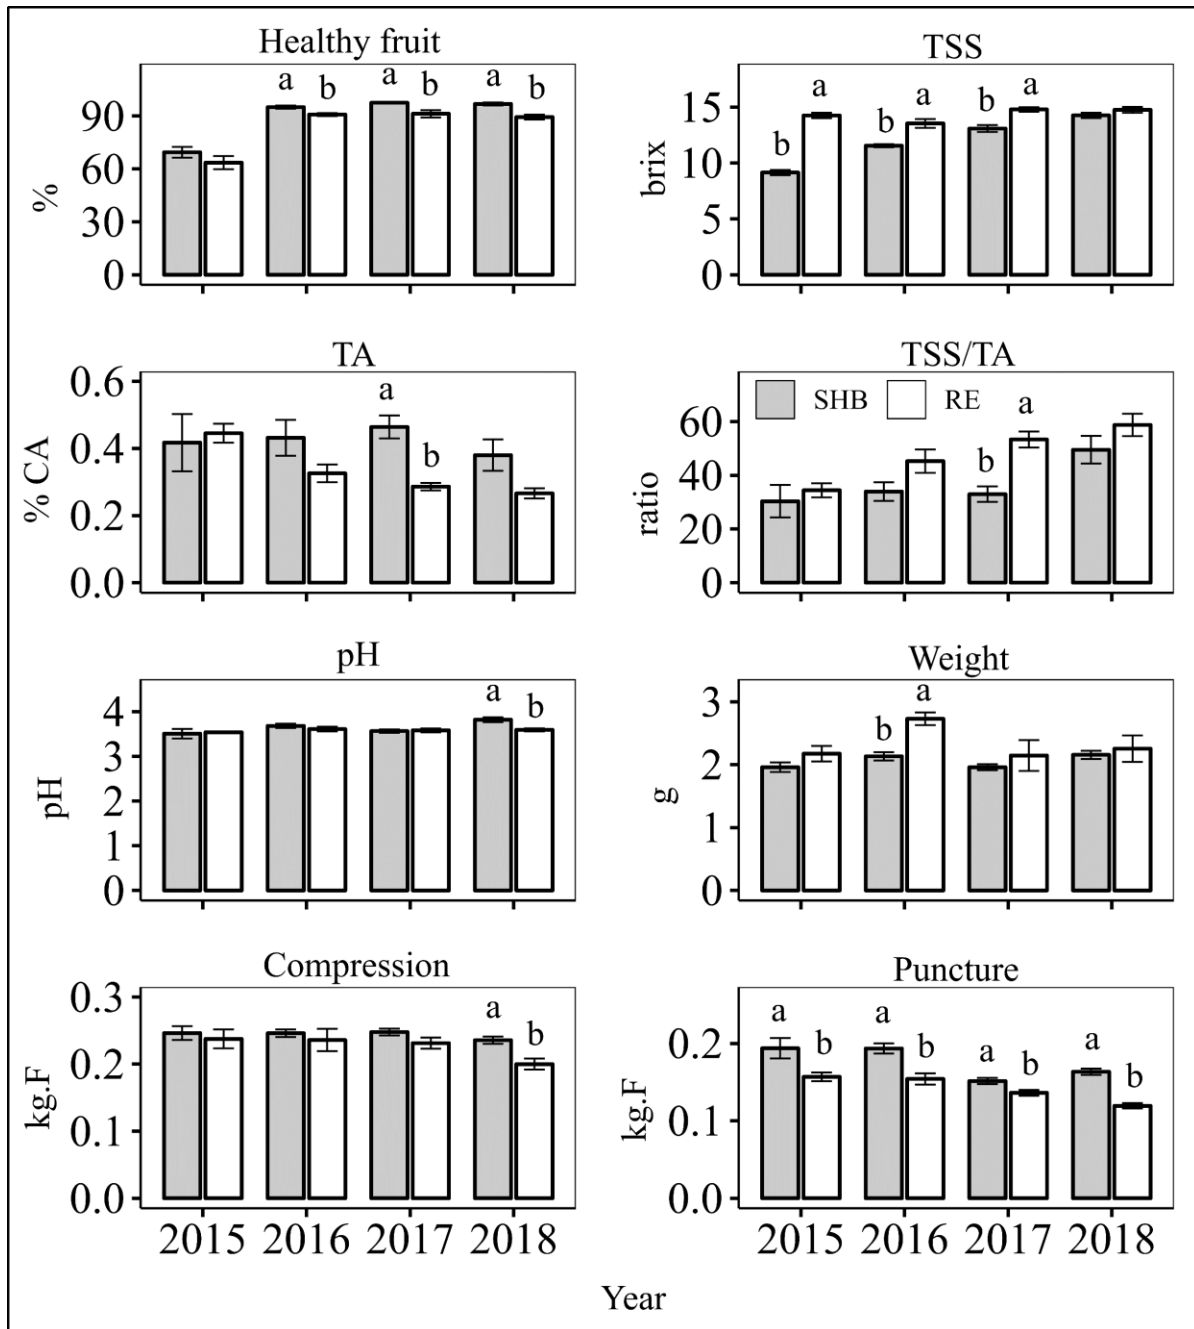 Healthy fruit
%
90
60
30
0
a b a b a b
TSS
brix
15
10
5
0
b a b a b a
TA
% CA
0.6
0.4
0.2
0.0
a b
TSS/TA
SHB RE
ratio
60
40
20
0
b a
pH
pH
4
3
2
1
0
a b
Weight
g
3
2
1
0
b a
Compression
kg.F
0.3
0.2
0.1
0.0
a b
2015 2016 2017 2018
Puncture
kg.F
0.2
0.1
0.0
a b a b a b a b
2015 2016 2017 2018
Year